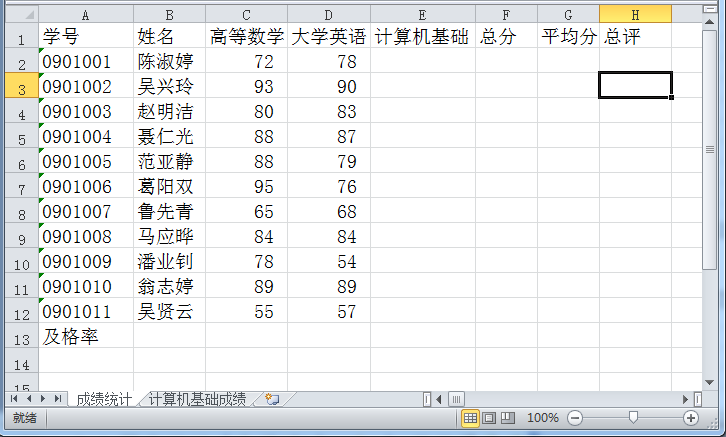 A B C D E F G H
1 学号 姓名 高等数学 大学英语 计算机基础 总分 平均分 总评
2 0901001 陈淑婷 72 78
3 0901002 吴兴玲 93 90
4 0901003 赵明洁 80 83
5 0901004 聂仁光 88 87
6 0901005 范亚静 88 79
7 0901006 葛阳双 95 76
8 0901007 鲁先青 65 68
9 0901008 马应晔 84 84
10 0901009 潘业钊 78 54
11 0901010 翁志婷 89 89
12 0901011 吴贤云 55 57
13 及格率
14
15
成绩统计 计算机基础成绩
就绪 100%